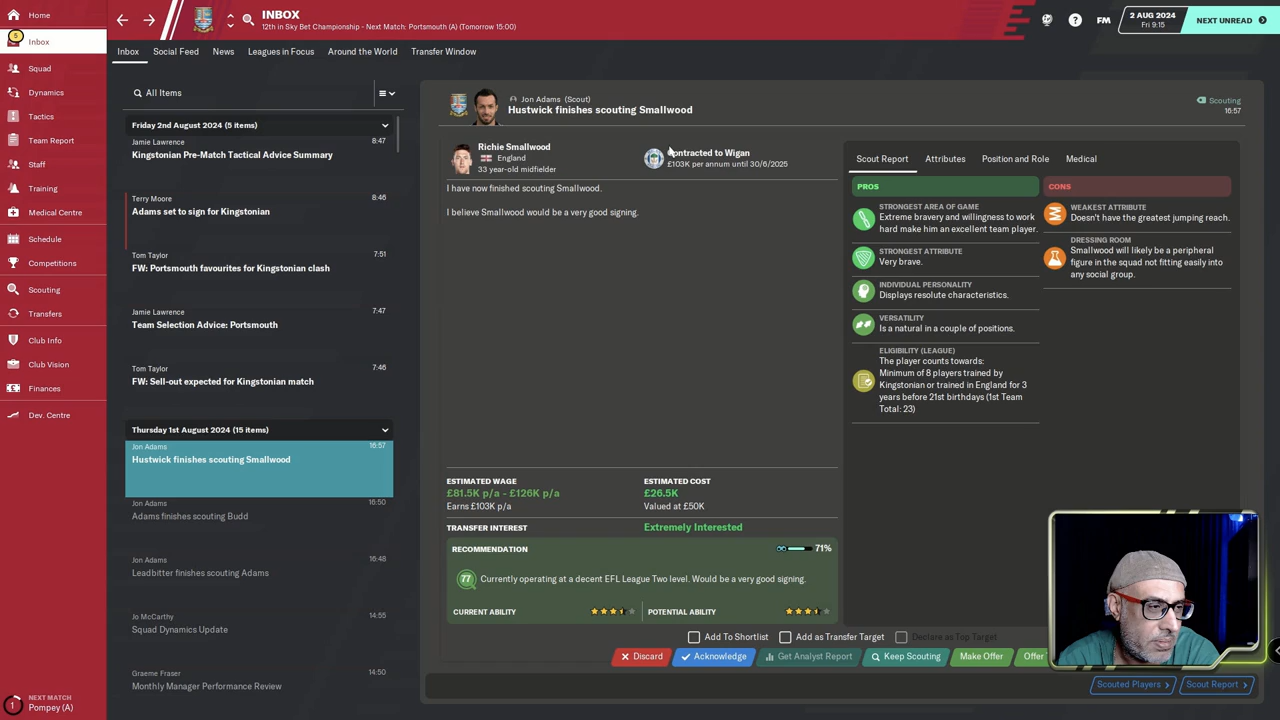 Home
5
Inbox
Squad
Dynamics
Tactics
Team Report
Staff
Training
Medical Centre
Schedule
Competitions
Scouting
Transfers
Club Info
Club Vision
Finances
Dev. Centre
1
NEXT MATCH
Pompey (A)
INBOX
12th in Sky Bet Championship - Next Match: Portsmouth (A) (Tomorrow 15:00)
?
FM
2 AUG 2024
Fri 9:15
NEXT UNREAD
Inbox
Social Feed
News
Leagues in Focus
Around the World
Transfer Window
All Items
Friday 2nd August 2024 (5 items)
Jamie Lawrence 8:47
Kingstonian Pre-Match Tactical Advice Summary
Terry Moore 8:46
Adams set to sign for Kingstonian
Tom Taylor 7:51
FW: Portsmouth favourites for Kingstonian clash
Jamie Lawrence 7:47
Team Selection Advice: Portsmouth
Tom Taylor 7:46
FW: Sell-out expected for Kingstonian match
Thursday 1st August 2024 (15 items)
Jon Adams 16:57
Hustwick finishes scouting Smallwood
Jon Adams 16:50
Adams finishes scouting Budd
Jon Adams 16:48
Leadbitter finishes scouting Adams
Jo McCarthy 14:55
Squad Dynamics Update
Graeme Fraser 14:50
Monthly Manager Performance Review
Jon Adams (Scout)
Hustwick finishes scouting Smallwood
Scouting
16:57
Richie Smallwood
England
33 year-old midfielder
ontracted to Wigan
£103K per annum until 30/6/2025
I have now finished scouting Smallwood.
I believe Smallwood would be a very good signing.
ESTIMATED WAGE
£81.5K p/a - £126K p/a
Earns £103K p/a
ESTIMATED COST
£26.5K
Valued at £50K
TRANSFER INTEREST
Extremely Interested
RECOMMENDATION
71%
77
Currently operating at a decent EFL League Two level. Would be a very good signing.
CURRENT ABILITY
POTENTIAL ABILITY
Scout Report
Attributes
Position and Role
Medical
PROS
STRONGEST AREA OF GAME
Extreme bravery and willingness to work
hard make him an excellent team player.
STRONGEST ATTRIBUTE
Very brave.
INDIVIDUAL PERSONALITY
Displays resolute characteristics.
VERSATILITY
Is a natural in a couple of positions.
ELIGIBILITY (LEAGUE)
The player counts towards:
Minimum of 8 players trained by
Kingstonian or trained in England for 3
years before 21st birthdays (1st Team
Total: 23)
CONS
WEAKEST ATTRIBUTE
Doesn't have the greatest jumping reach.
DRESSING ROOM
Smallwood will likely be a peripheral
figure in the squad not fitting easily into
any social group.
Add To Shortlist
Add as Transfer Target
Declare as Top Target
Discard
Acknowledge
Get Analyst Report
Keep Scouting
Make Offer
Offer
Scouted Players
Scout Report